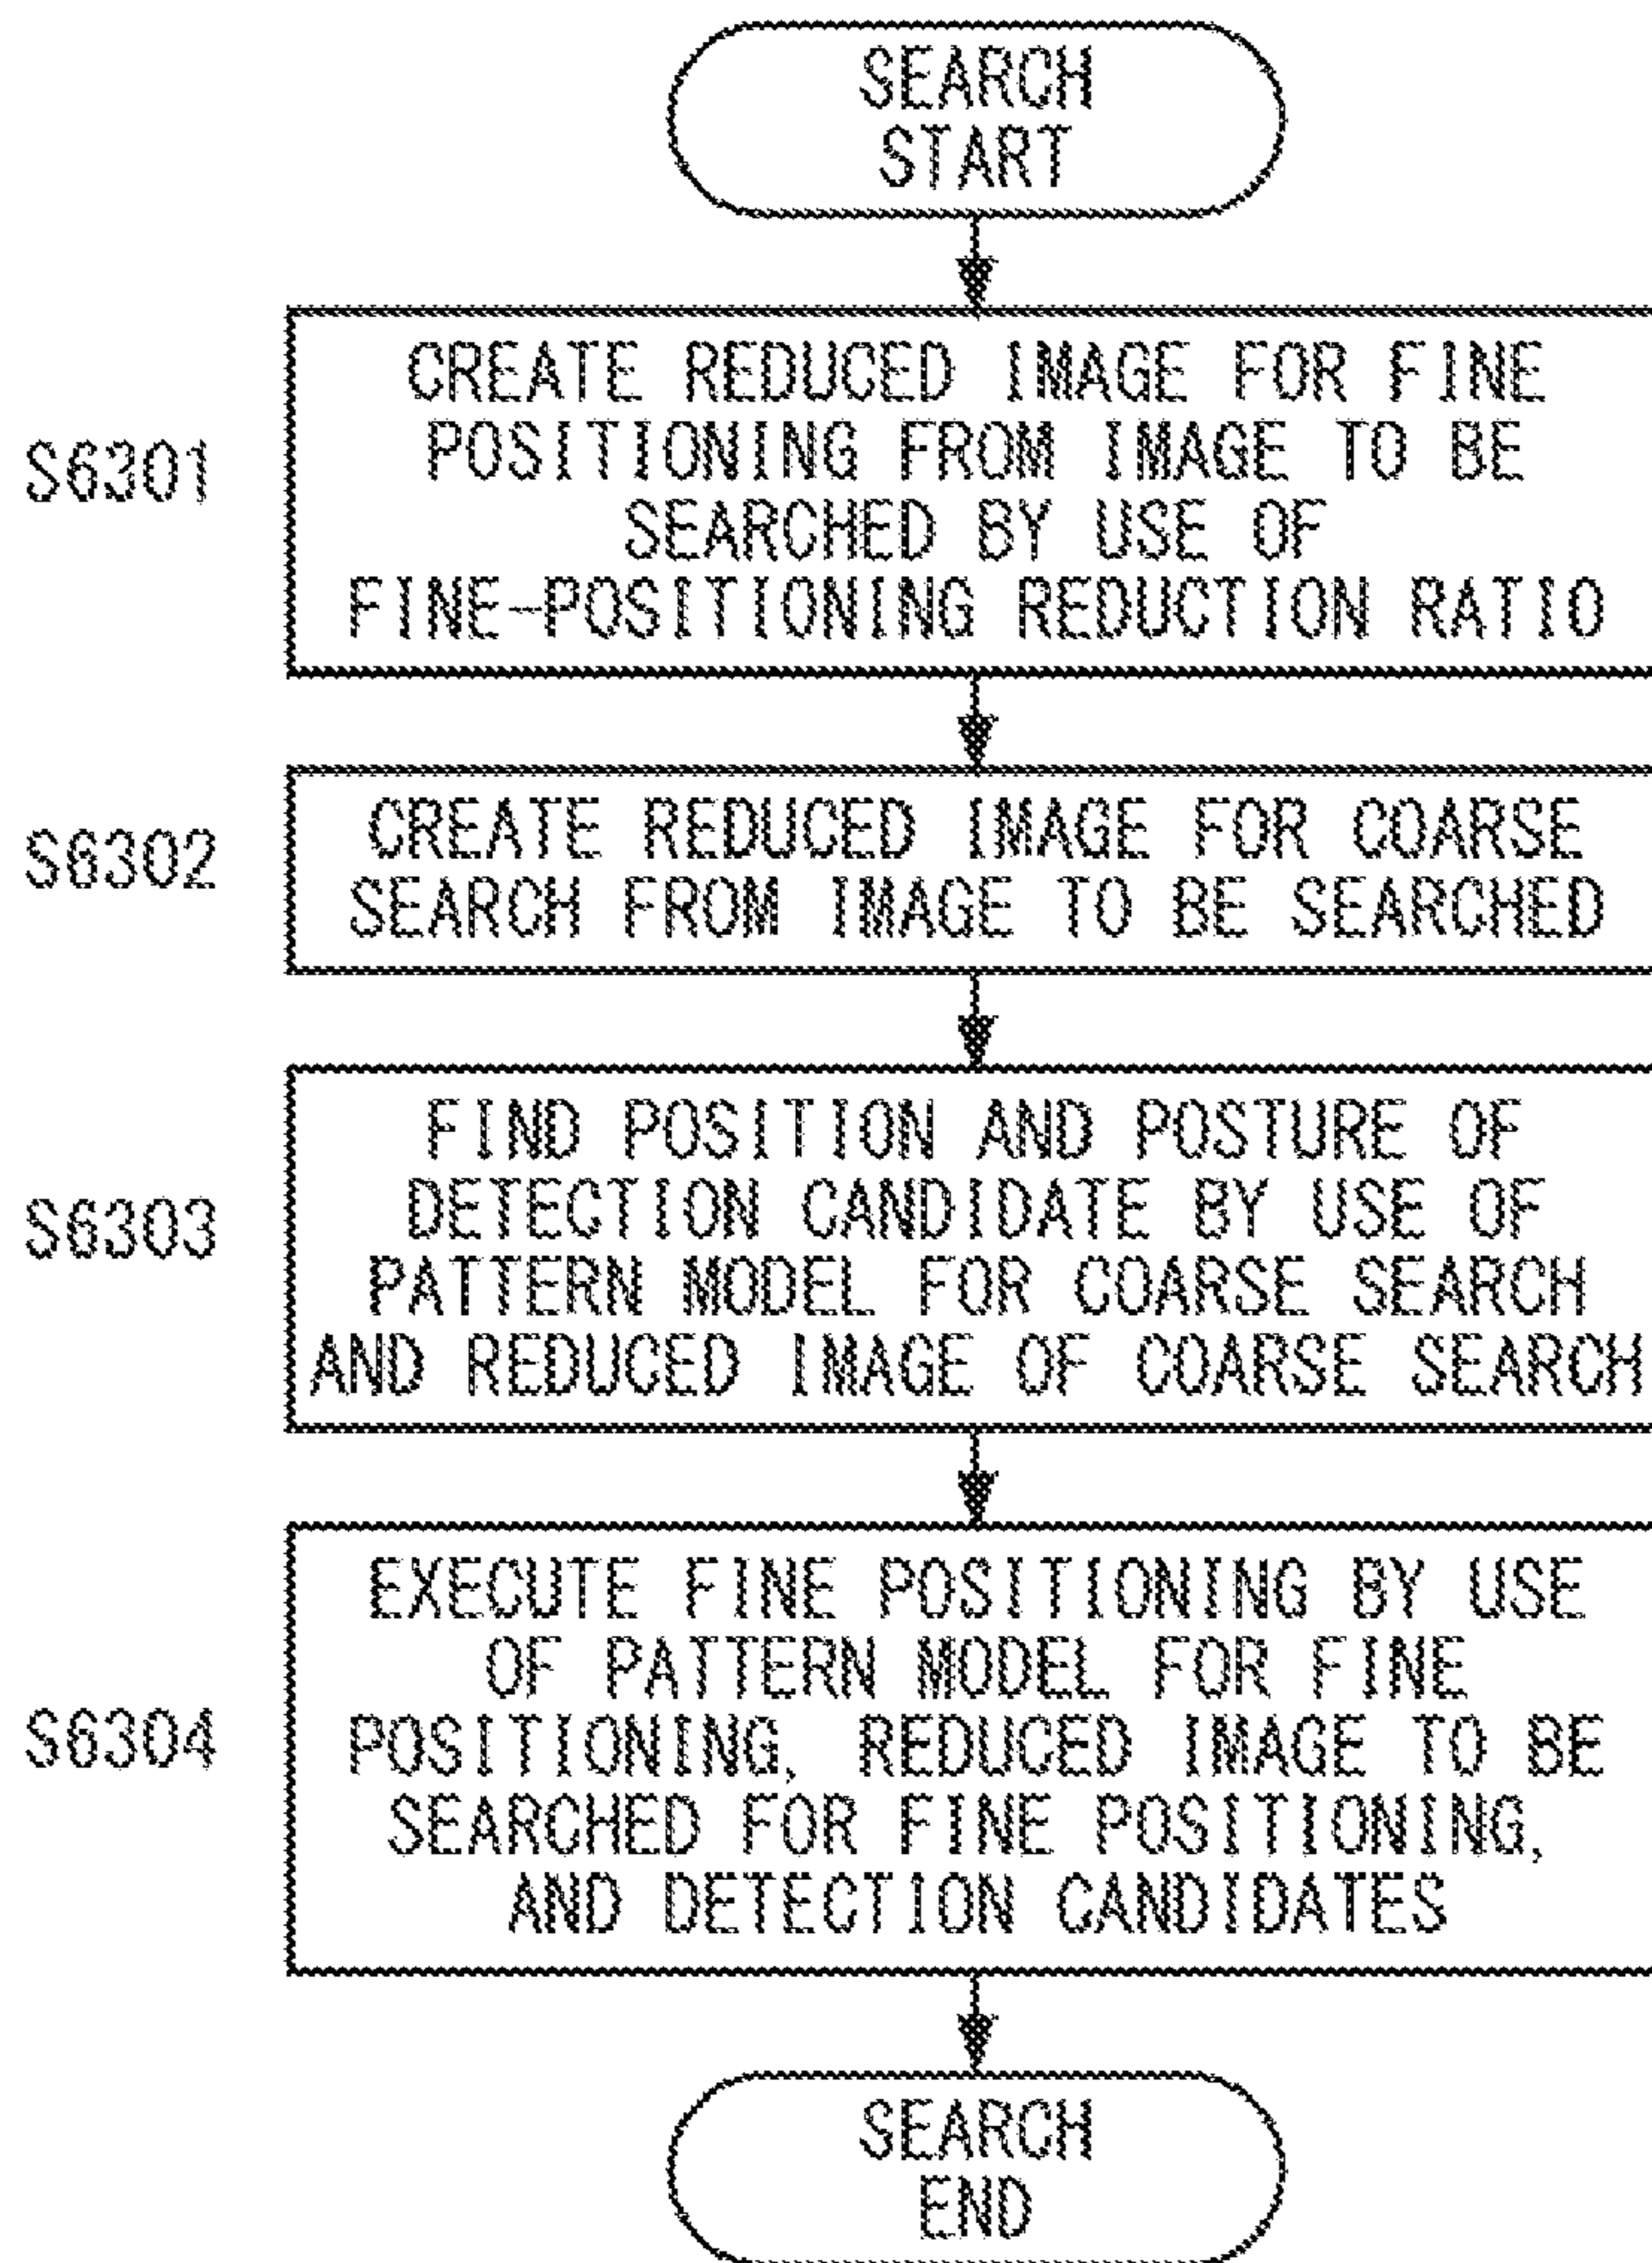 SEARCH
START
S6301
CREATE REDUCED IMAGE FOR FINE
POSITIONING FROM IMAGE TO BE
SEARCHED BY USE OF
FINE-POSITIONING REDUCTION RATIO
S6302
CREATE REDUCED IMAGE FOR COARSE
SEARCH FROM IMAGE TO BE SEARCHED
S6303
FIND POSITION AND POSTURE OF
DETECTION CANDIDATE BY USE OF
PATTERN MODEL FOR COARSE SEARCH
AND REDUCED IMAGE OF COARSE SEARCH
S6304
EXECUTE FINE POSITIONING BY USE
OF PATTERN MODEL FOR FINE
POSITIONING, REDUCED IMAGE TO BE
SEARCHED FOR FINE POSITIONING,
AND DETECTION CANDIDATES
SEARCH
END